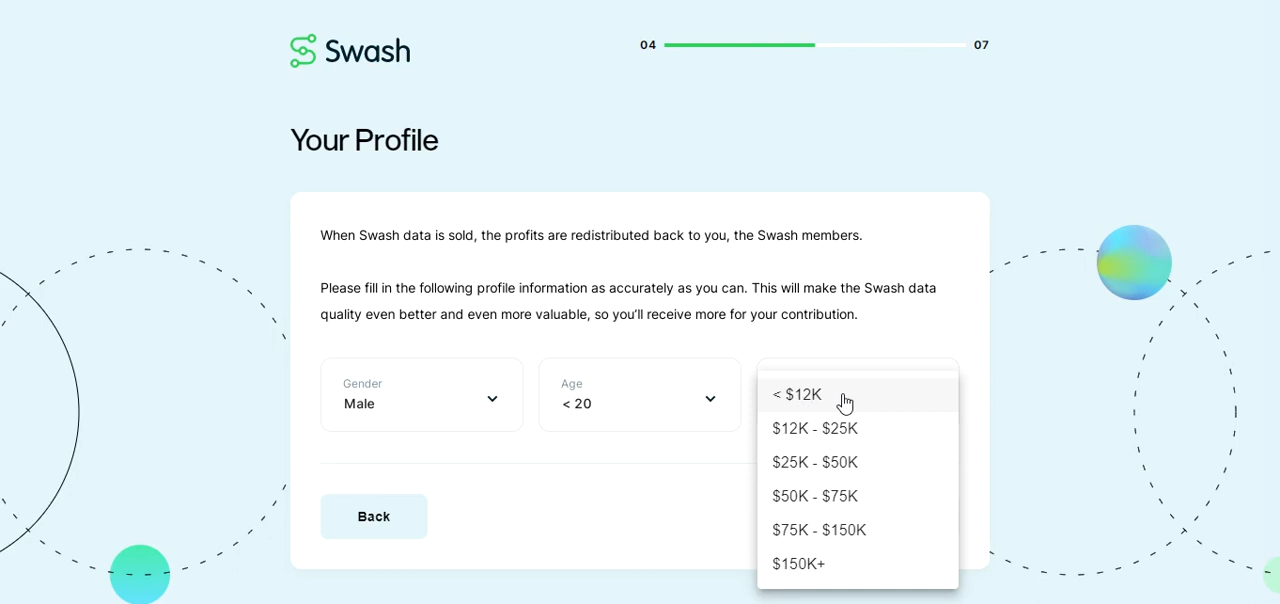 Swash
04
07
Your Profile
When Swash data is sold, the profits are redistributed back to you, the Swash members.
Please fill in the following profile information as accurately as you can. This will make the Swash data
quality even better and even more valuable, so you'll receive more for your contribution.
Gender
Male
Age
< 20
< $12K
$12K - $25K
$25K - $50K
$50K - $75K
$75K - $150K
$150K+
Back